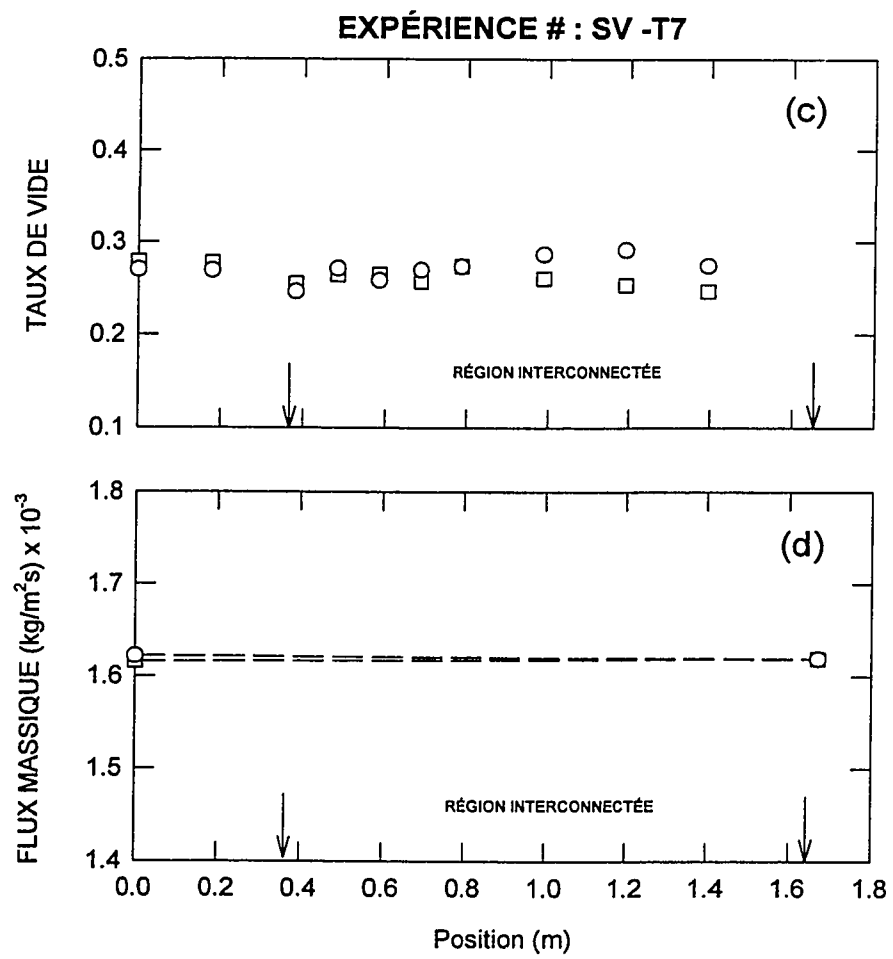 EXPÉRIENCE # : SV -T7
(c)
TAUX DE VIDE
0.5
0.4
0.3
0.2
0.1
RÉGION INTERCONNECTÉE
(d)
FLUX MASSIQUE (kg/m²s) x 10⁻³
1.8
1.7
1.6
1.5
1.4
RÉGION INTERCONNECTÉE
0.0 0.2 0.4 0.6 0.8 1.0 1.2 1.4 1.6 1.8
Position (m)